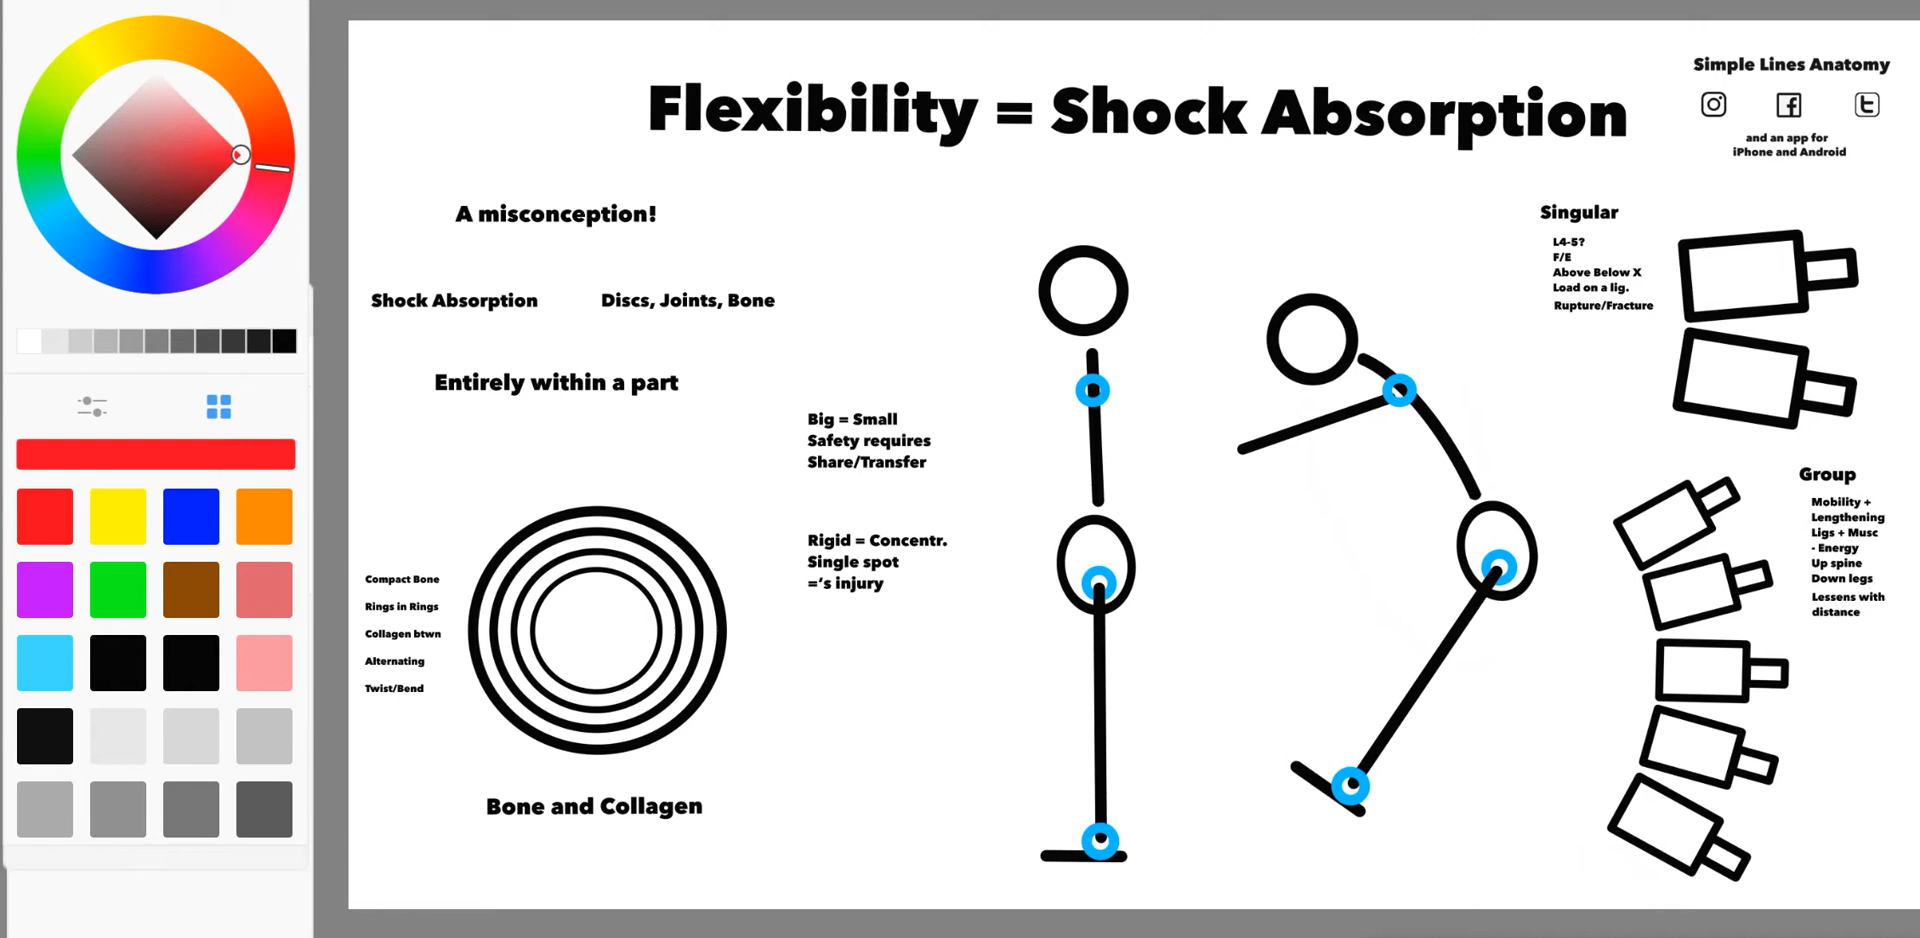 Flexibility = Shock Absorption
Simple Lines Anatomy
and an app for
iPhone and Android
A misconception!
Shock Absorption
Discs, Joints, Bone
Entirely within a part
Big = Small
Safety requires
Share/Transfer
Rigid = Concentr.
Single spot
=’s injury
Compact Bone
Rings in Rings
Collagen btwn
Alternating
Twist/Bend
Bone and Collagen
Singular
L4-5?
F/E
Above Below X
Load on a lig.
Rupture/Fracture
Group
Mobility +
Lengthening
Ligs + Musc
- Energy
Up spine
Down legs
Lessens with
distance